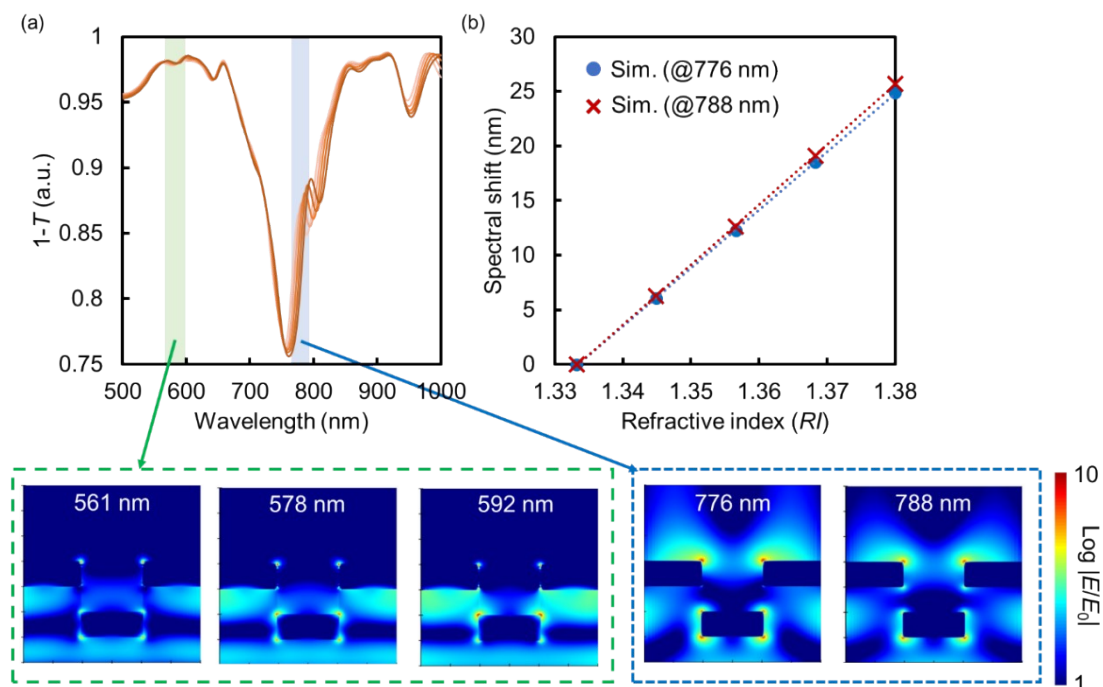 (a)
1
0.95
0.9
0.85
0.8
0.75
1-T (a.u.)
500 600 700 800 900 1000
Wavelength (nm)
(b)
30
25
20
15
10
5
0
Spectral shift (nm)
Sim. (@776 nm)
Sim. (@788 nm)
1.33 1.34 1.35 1.36 1.37 1.38
Refractive index (RI)
561 nm
578 nm
592 nm
776 nm
788 nm
10
Log |E/E₀|
1